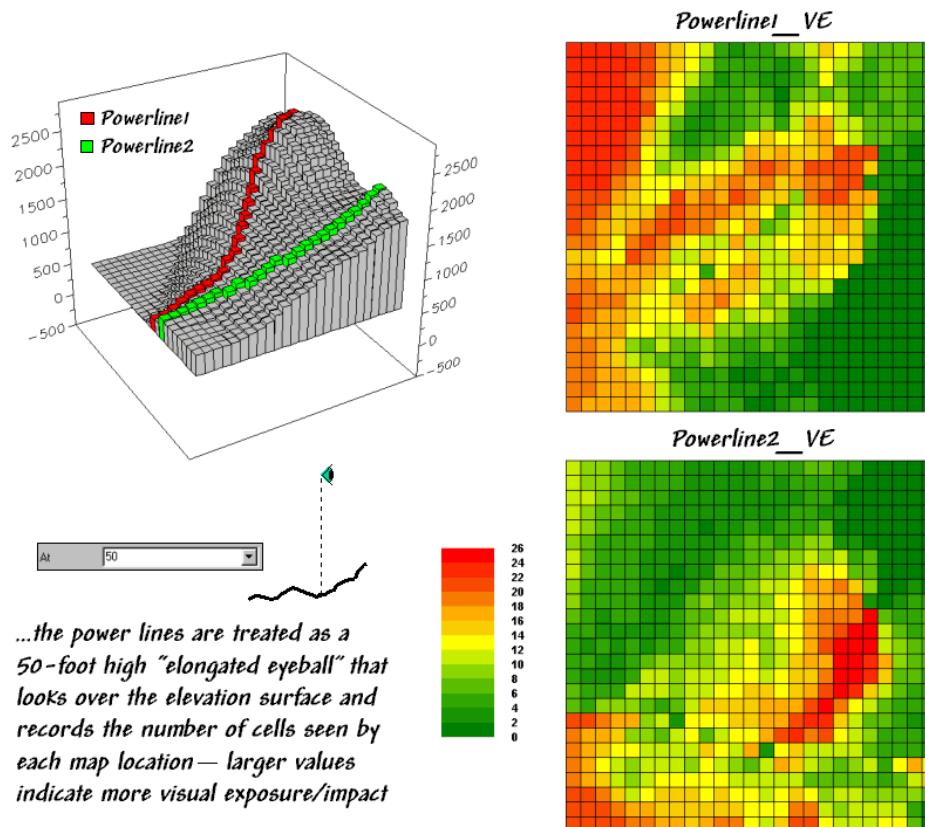 Powerline1__VE
Powerline1
Powerline2
2500
2000
1500
1000
500
0
-500
2500
2000
1500
1000
500
0
-500
Powerline2__VE
At
50
26
24
22
20
18
16
14
12
10
8
6
4
2
0
...the power lines are treated as a
50-foot high "elongated eyeball" that
looks over the elevation surface and
records the number of cells seen by
each map location— larger values
indicate more visual exposure/impact